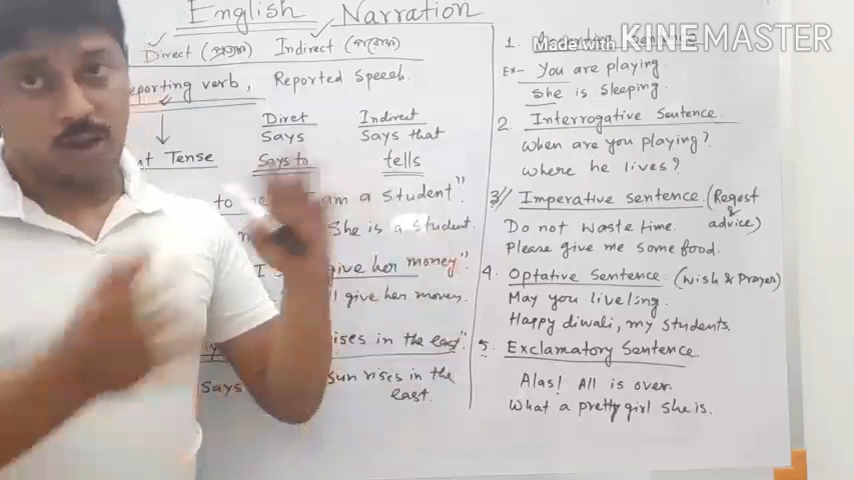 English Narration
Direct (প্রত্যক্ষ) Indirect (পরোক্ষ)
eporting verb, Reported Speech.
Diret Indirect
Says Says that
Tense Says to tells
to I am a student".
She is a student.
give her money".
I give her money.
ises in the east"
Says sun rises in the
east.
1. Sentence
Made with KINEMASTER
Ex- You are playing.
She is sleeping.
2. Interrogative Sentence.
When are you playing?
Where he lives?
3// Imperative sentence. (Reqest
&
Do not waste time. advice)
Please give me some food.
4. Optative Sentence. (Wish & Prayer)
May you live long.
Happy diwali, my students.
5. Exclamatory Sentence
Alas! All is over.
What a pretty girl she is.